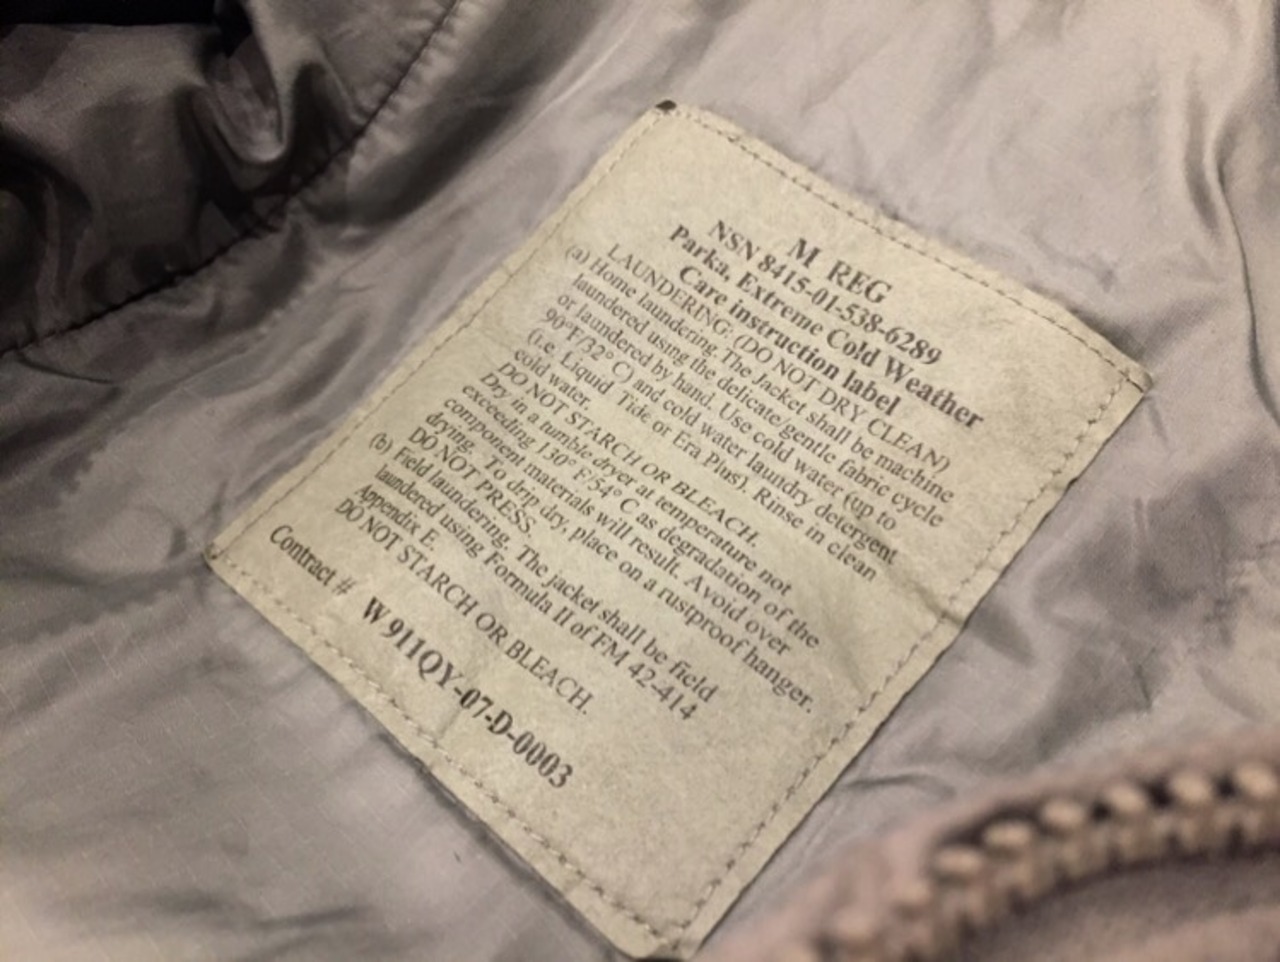 M REG
NSN 8415-01-538-6289
Parka, Extreme Cold Weather
Care instruction label
LAUNDERING: (DO NOT DRY CLEAN)
(a) Home laundering. The Jacket shall be machine
laundered using the delicate/gentle fabric cycle
or laundered by hand. Use cold water (up to
90°F/32° C) and cold water laundry detergent
(i.e. Liquid Tide or Era Plus). Rinse in clean
cold water.
DO NOT STARCH OR BLEACH.
Dry in a tumble dryer at temperature not
exceeding 130° F/54° C as degradation of the
component materials will result. Avoid over
drying. To drip dry, place on a rustproof hanger.
DO NOT PRESS.
(b) Field laundering. The jacket shall be field
laundered using Formula II of FM 42-414
Appendix E.
DO NOT STARCH OR BLEACH.
Contract # W911QY-07-D-0003